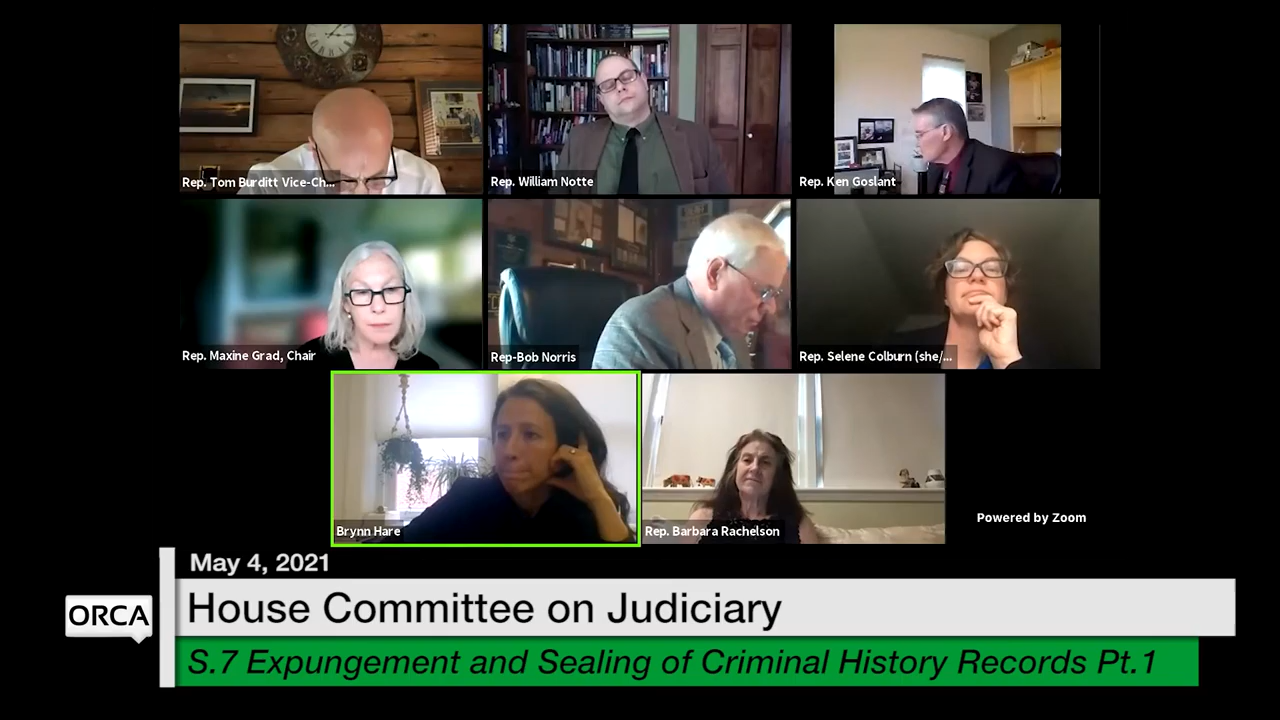 Rep. Tom Burditt Vice-Ch...
Rep. William Notte
Rep. Ken Goslant
Rep. Maxine Grad, Chair
Rep-Bob Norris
Rep. Selene Colburn (she/...
Brynn Hare
Rep. Barbara Rachelson
Powered by Zoom
May 4, 2021
ORCA
House Committee on Judiciary
S.7 Expungement and Sealing of Criminal History Records Pt.1